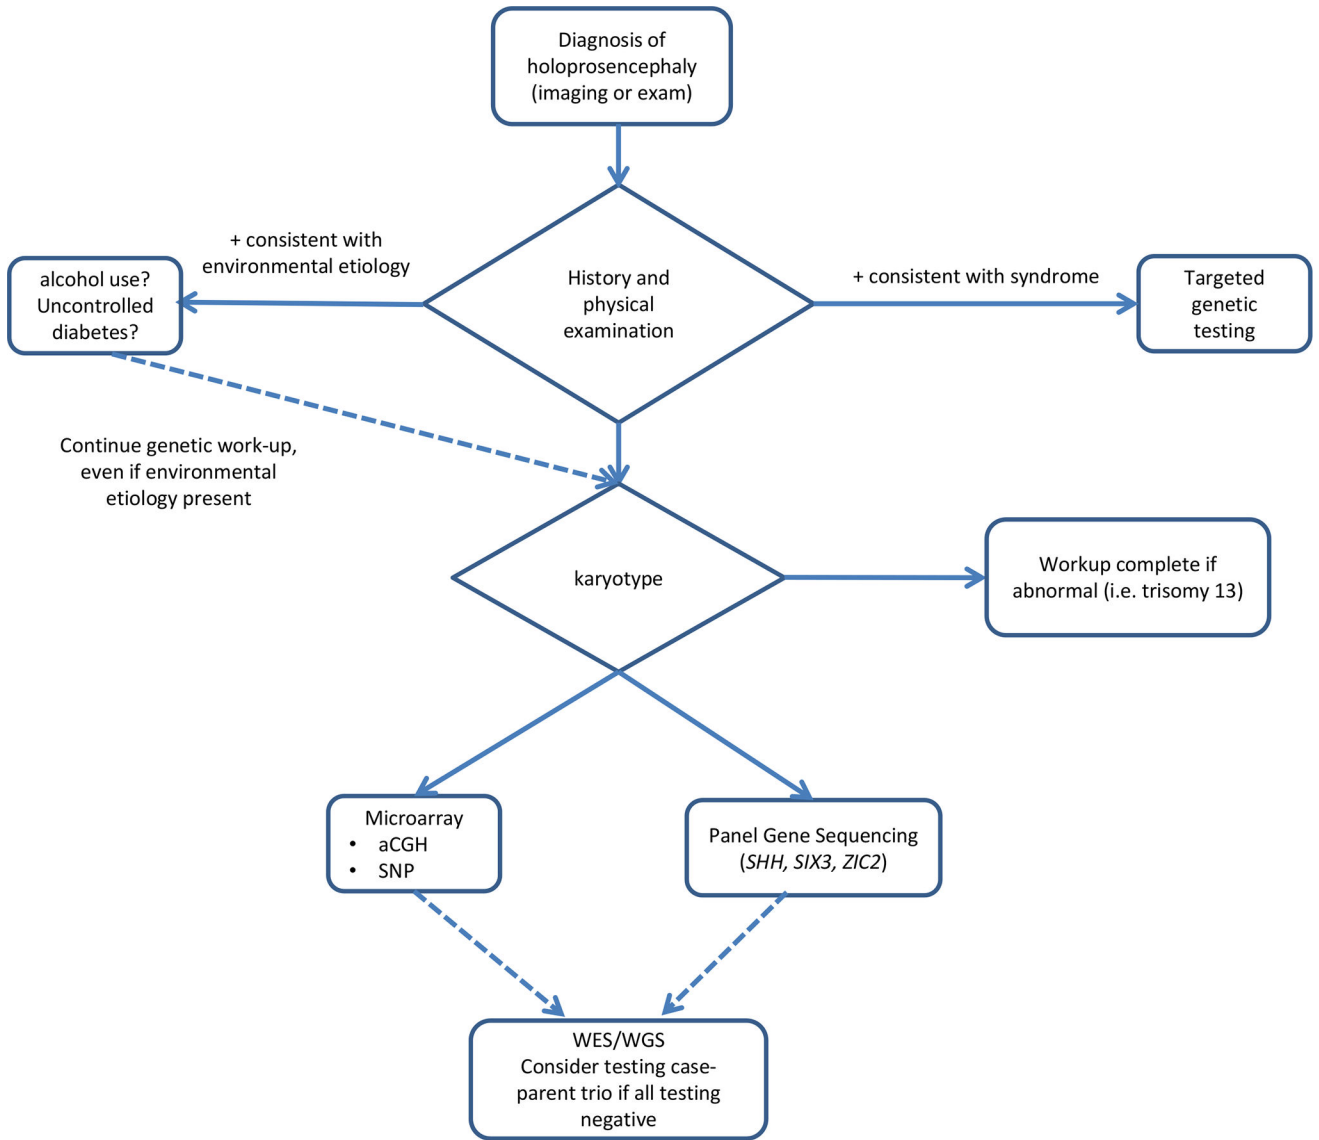 Diagnosis of
holoprosencephaly
(imaging or exam)
+ consistent with
environmental etiology
alcohol use?
Uncontrolled
diabetes?
History and
physical
examination
+ consistent with syndrome
Targeted
genetic
testing
Continue genetic work-up,
even if environmental
etiology present
karyotype
Workup complete if
abnormal (i.e. trisomy 13)
Microarray
• aCGH
• SNP
Panel Gene Sequencing
(SHH, SIX3, ZIC2)
WES/WGS
Consider testing case-
parent trio if all testing
negative